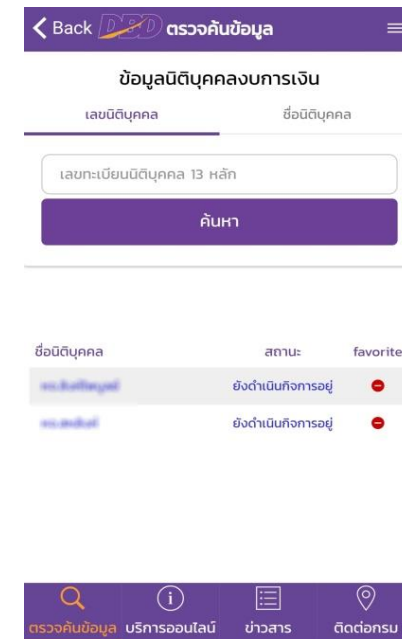 Back DBD ตรวจค้นข้อมูล
ข้อมูลนิติบุคคลงบการเงิน
เลขนิติบุคคล ชื่อนิติบุคคล
เลขทะเบียนนิติบุคคล 13 หลัก
ค้นหา
ชื่อนิติบุคคล สถานะ favorite
ยังดำเนินกิจการอยู่
ยังดำเนินกิจการอยู่
ตรวจค้นข้อมูล บริการออนไลน์ ข่าวสาร ติดต่อกรม